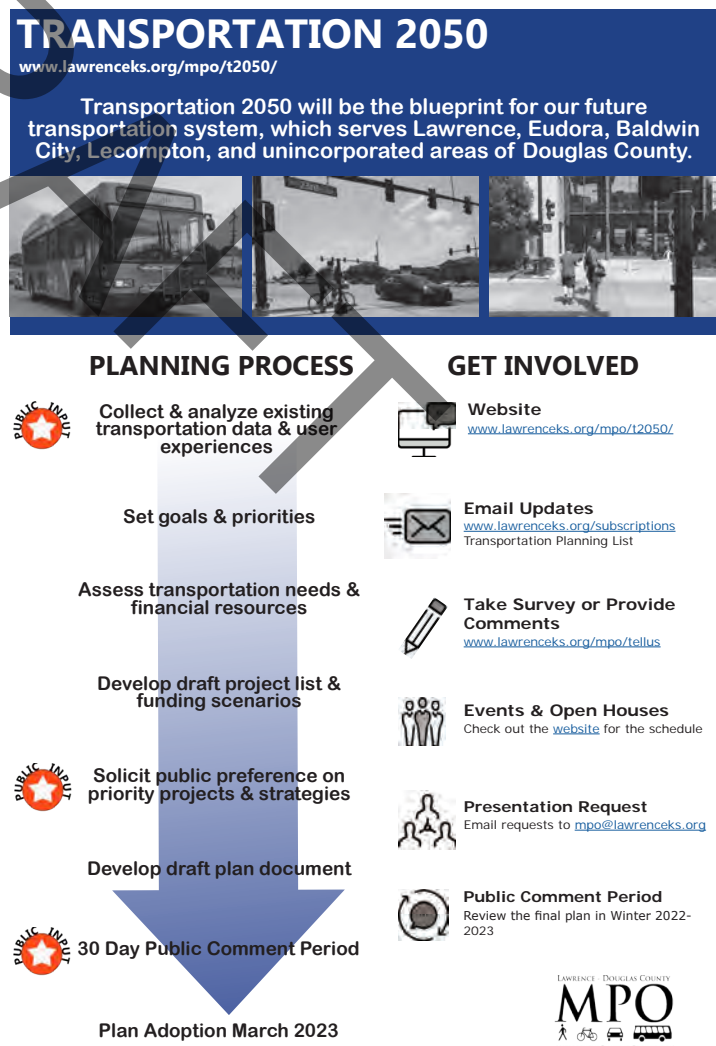 TRANSPORTATION 2050
www.lawrenceks.org/mpo/t2050/
Transportation 2050 will be the blueprint for our future
transportation system, which serves Lawrence, Eudora, Baldwin
City, Lecompton, and unincorporated areas of Douglas County.
PLANNING PROCESS
PUBLIC INPUT
Collect & analyze existing
transportation data & user
experiences
Set goals & priorities
Assess transportation needs &
financial resources
Develop draft project list &
funding scenarios
PUBLIC INPUT
Solicit public preference on
priority projects & strategies
Develop draft plan document
PUBLIC INPUT
30 Day Public Comment Period
Plan Adoption March 2023
GET INVOLVED
Website
www.lawrenceks.org/mpo/t2050/
Email Updates
www.lawrenceks.org/subscriptions
Transportation Planning List
Take Survey or Provide
Comments
www.lawrenceks.org/mpo/tellus
Events & Open Houses
Check out the website for the schedule
Presentation Request
Email requests to mpo@lawrenceks.org
Public Comment Period
Review the final plan in Winter 2022-
2023
LAWRENCE - DOUGLAS COUNTY
MPO